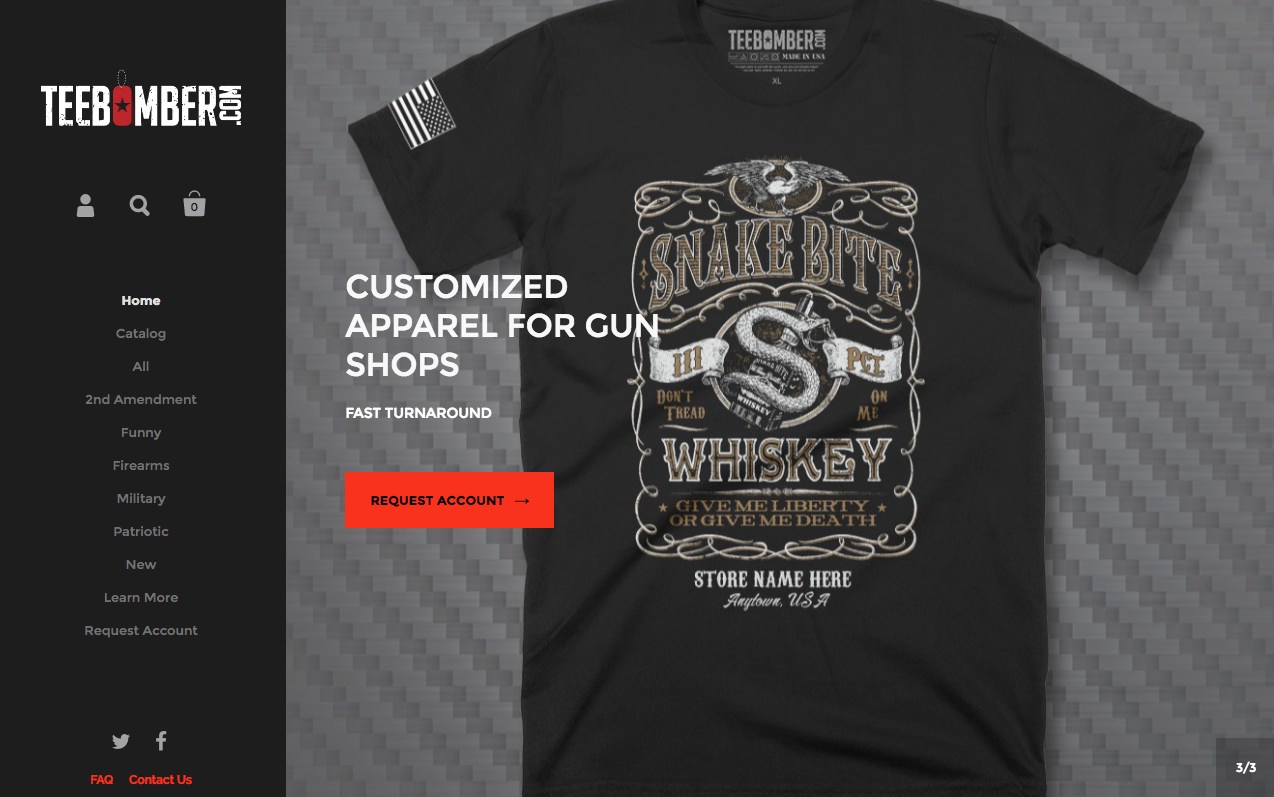 TEEBOMBER.COM
0
Home
Catalog
All
2nd Amendment
Funny
Firearms
Military
Patriotic
New
Learn More
Request Account
FAQ Contact Us
CUSTOMIZED
APPAREL FOR GUN
SHOPS
FAST TURNAROUND
REQUEST ACCOUNT →
TEEBOMBER.COM
MADE IN USA
XL
SNAKE BITE
III PCT
DON'T TREAD
ON ME
WHISKEY
GIVE ME LIBERTY
OR GIVE ME DEATH
STORE NAME HERE
Anytown, USA
3/3